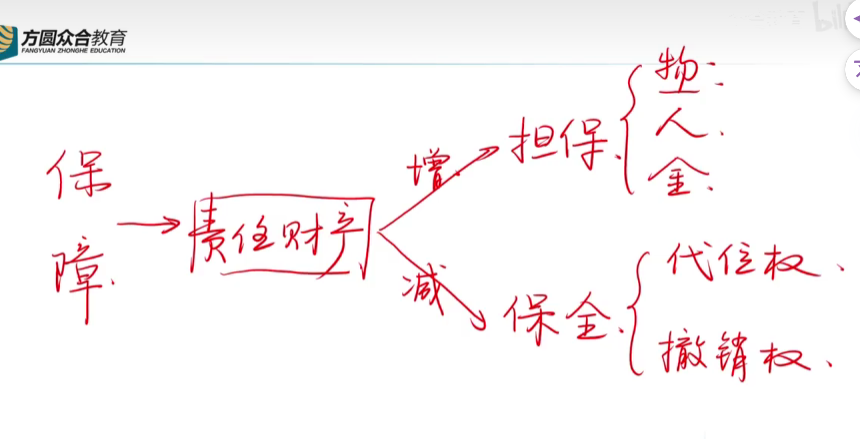 方圆众合教育
FANGYUAN ZHONGHE EDUCATION
保障
责任财产
增
担保
物
人
金
减
保全
代位权
撤销权